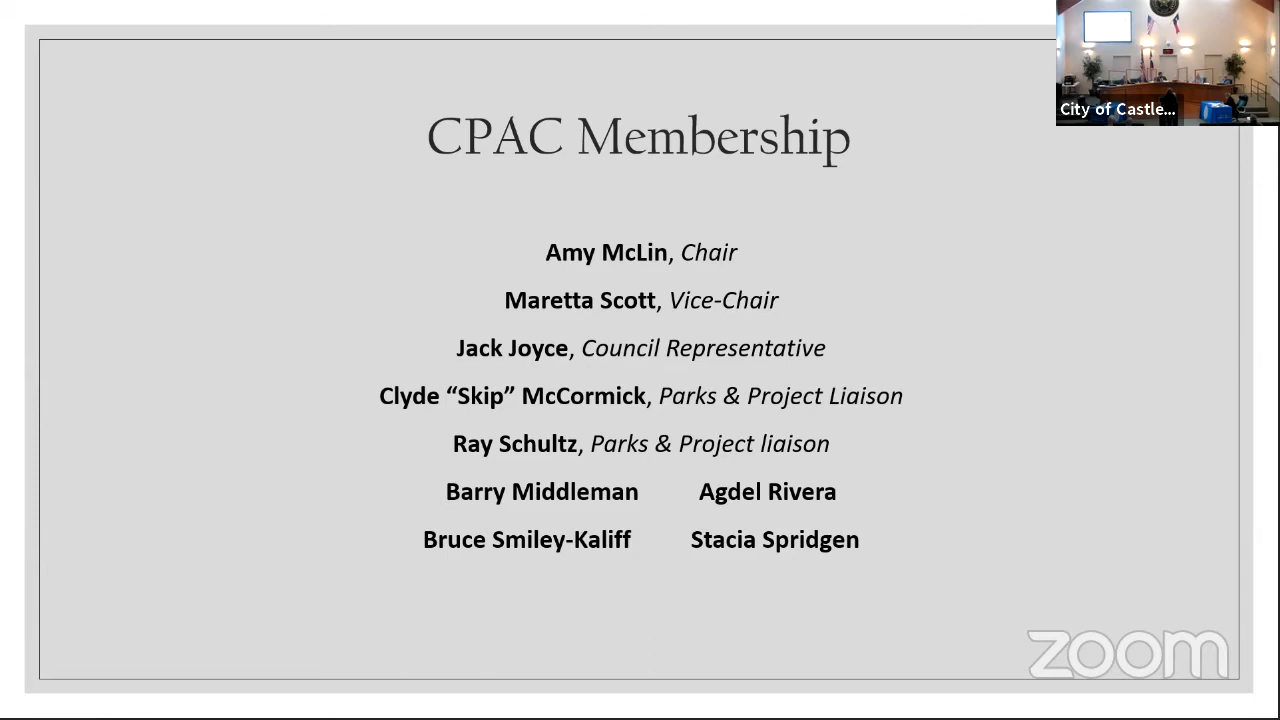 City of Castle...
CPAC Membership
Amy McLin, Chair
Maretta Scott, Vice-Chair
Jack Joyce, Council Representative
Clyde “Skip” McCormick, Parks & Project Liaison
Ray Schultz, Parks & Project liaison
Barry Middleman Agdel Rivera
Bruce Smiley-Kaliff Stacia Spridgen
zoom